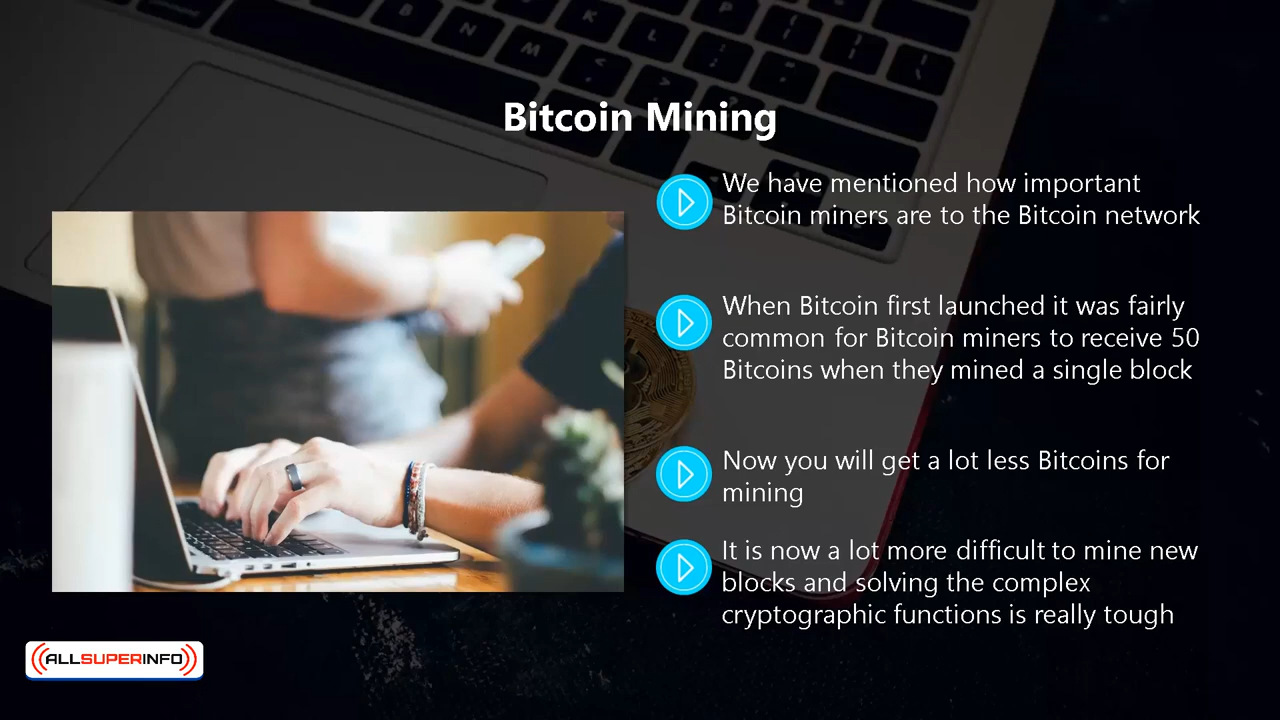 Bitcoin Mining
We have mentioned how important
Bitcoin miners are to the Bitcoin network
When Bitcoin first launched it was fairly
common for Bitcoin miners to receive 50
Bitcoins when they mined a single block
Now you will get a lot less Bitcoins for
mining
It is now a lot more difficult to mine new
blocks and solving the complex
cryptographic functions is really tough
ALLSUPERINFO